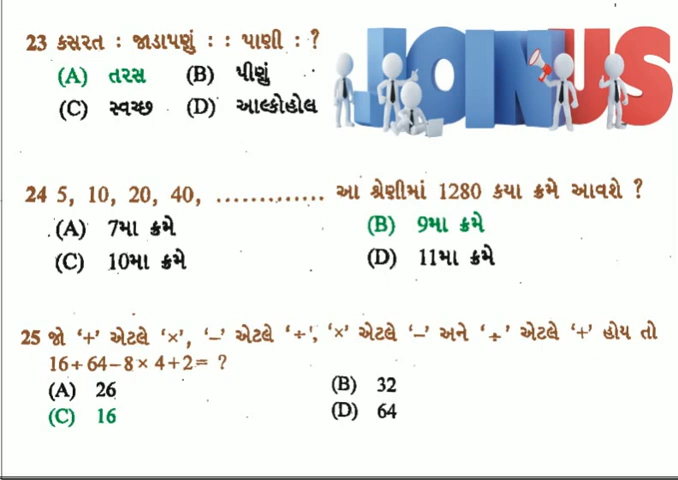 23 કસરત : જાડાપણું : : પાણી : ?
(A) તરસ (B) પીણું
(C) સ્વચ્છ (D) આલ્કોહોલ
JOIN US
24 5, 10, 20, 40, ............. આ શ્રેણીમાં 1280 કયા ક્રમે આવશે ?
(A) 7મા ક્રમે (B) 9મા ક્રમે
(C) 10મા ક્રમે (D) 11મા ક્રમે
25 જો ‘+’ એટલે ‘×’, ‘–’ એટલે ‘÷’, ‘×’ એટલે ‘–’ અને ‘÷’ એટલે ‘+’ હોય તો
16÷64–8×4+2= ?
(A) 26 (B) 32
(C) 16 (D) 64